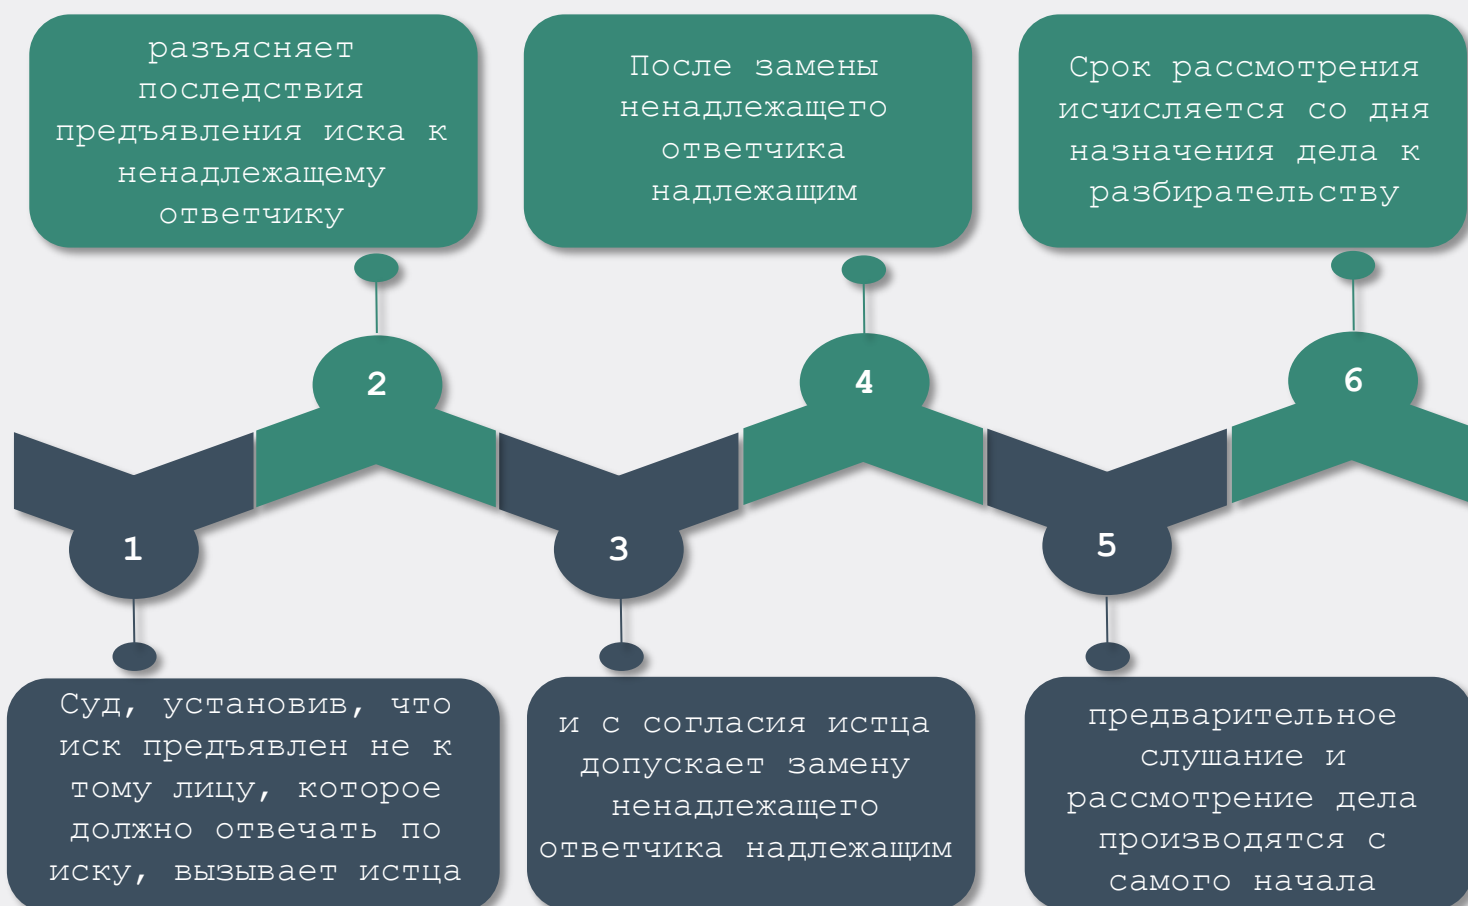 разъясняет
последствия
предъявления иска к
ненадлежащему
ответчику
После замены
ненадлежащего
ответчика
надлежащим
Срок рассмотрения
исчисляется со дня
назначения дела к
разбирательству
2
4
6
1
3
5
Суд, установив, что
иск предъявлен не к
тому лицу, которое
должно отвечать по
иску, вызывает истца
и с согласия истца
допускает замену
ненадлежащего
ответчика надлежащим
предварительное
слушание и
рассмотрение дела
производятся с
самого начала